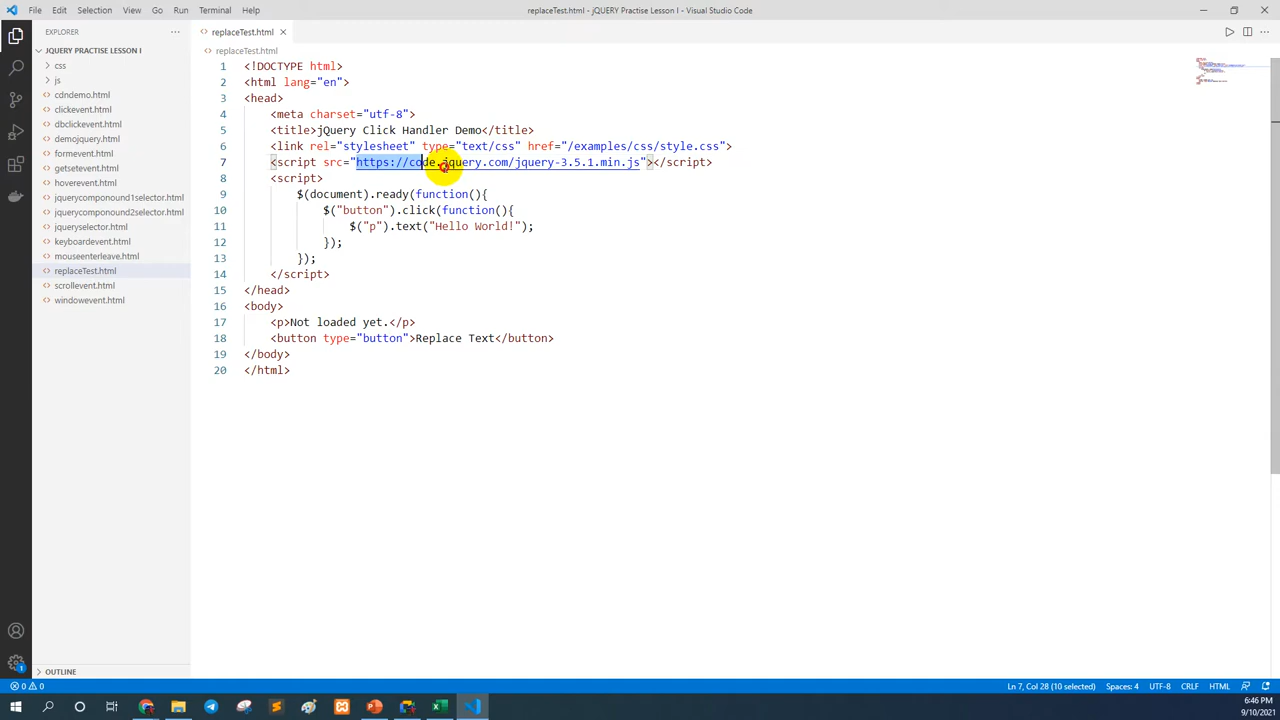 File Edit Selection View Go Run Terminal Help
replaceTest.html - jQUERY PRACTISE LESSON I - Visual Studio Code
EXPLORER
JQUERY PRACTISE LESSON I
css
js
cdndemo.html
clickevent.html
dbclickevent.html
demojquery.html
formevent.html
getsetevent.html
hoverevent.html
jquerycomponound1selector.html
jquerycomponund2selector.html
jqueryselector.html
keyboardevent.html
mouseenterleave.html
replaceTest.html
scrollevent.html
windowevent.html
OUTLINE
replaceTest.html
replaceTest.html
1 <!DOCTYPE html>
2 <html lang="en">
3 <head>
4 <meta charset="utf-8">
5 <title>jQuery Click Handler Demo</title>
6 <link rel="stylesheet" type="text/css" href="/examples/css/style.css">
7 <script src="https://code.jquery.com/jquery-3.5.1.min.js"></script>
8 <script>
9 $(document).ready(function(){
10 $("button").click(function(){
11 $("p").text("Hello World!");
12 });
13 });
14 </script>
15 </head>
16 <body>
17 <p>Not loaded yet.</p>
18 <button type="button">Replace Text</button>
19 </body>
20 </html>
0 0
Ln 7, Col 28 (10 selected) Spaces: 4 UTF-8 CRLF HTML
6:46 PM
9/10/2021